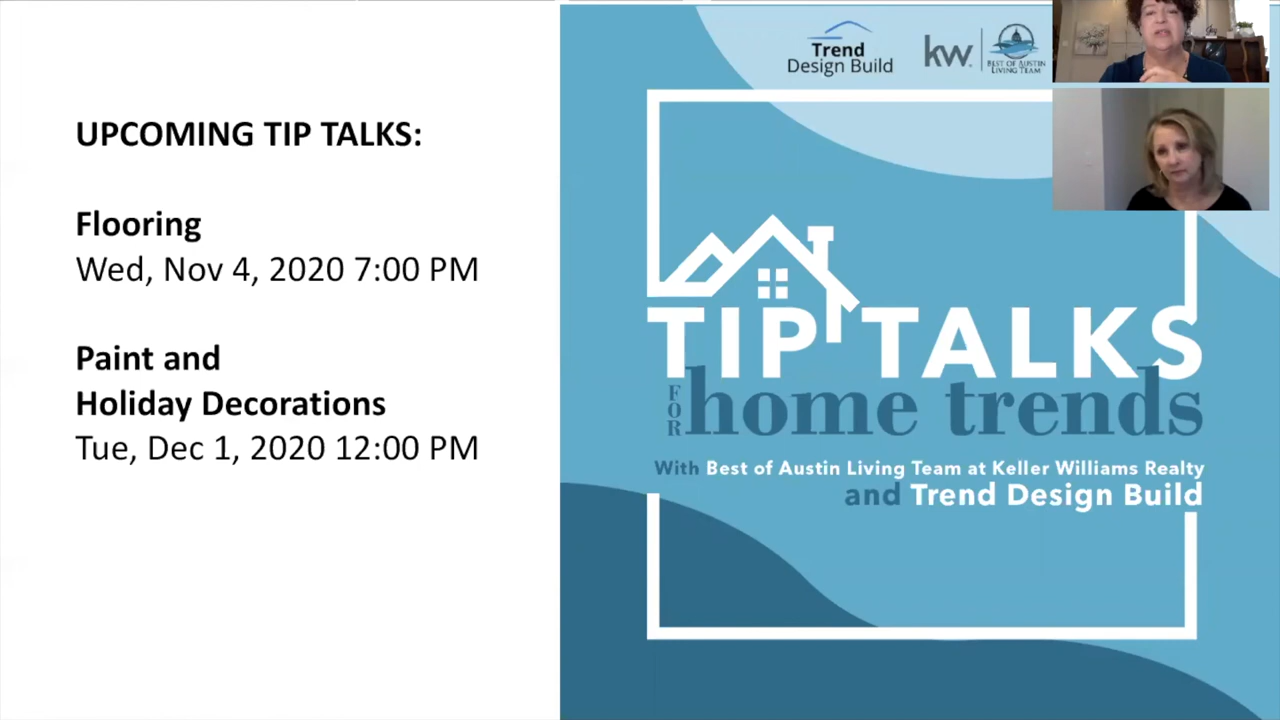 UPCOMING TIP TALKS:
Flooring
Wed, Nov 4, 2020 7:00 PM
Paint and
Holiday Decorations
Tue, Dec 1, 2020 12:00 PM
Trend
Design Build
kw
BEST OF AUSTIN
LIVING TEAM
TIP TALKS
FOR home trends
With Best of Austin Living Team at Keller Williams Realty
and Trend Design Build